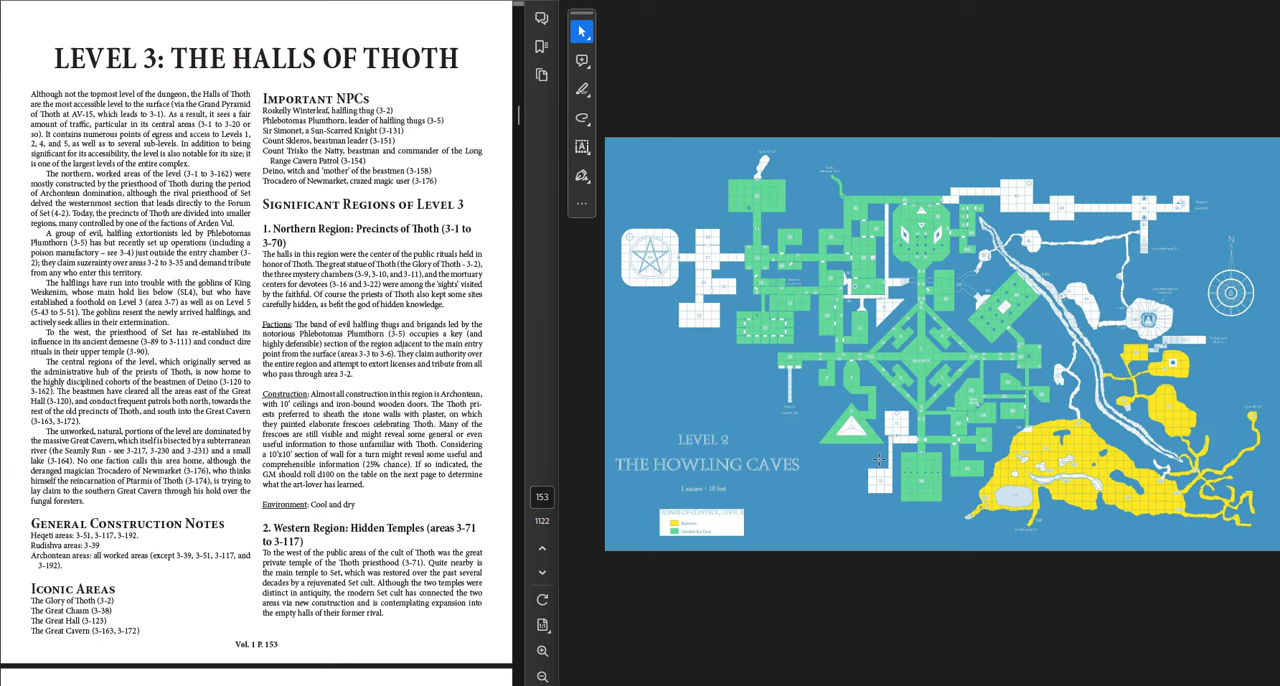 LEVEL 3: THE HALLS OF THOTH
Although not the topmost level of the dungeon, the Halls of Thoth
are the most accessible level to the surface (via the Grand Pyramid
of Thoth at AV-15, which leads to 3-1). As a result, it sees a fair
amount of traffic, particular in its central areas (3-1 to 3-20 or
so). It contains numerous points of egress and access to Levels 1,
2, 4, and 5, as well as to several sub-levels. In addition to being
significant for its accessibility, the level is also notable for its size; it
is one of the largest levels of the entire complex.
The northern, worked areas of the level (3-1 to 3-162) were
mostly constructed by the priesthood of Thoth during the period
of Archontean domination, although the rival priesthood of Set
delved the westernmost section that leads directly to the Forum
of Set (4-2). Today, the precincts of Thoth are divided into smaller
regions, many controlled by one of the factions of Arden Vul.
A group of evil, halfling extortionists led by Phlebotomas
Plumthorn (3-5) has but recently set up operations (including a
poison manufactory – see 3-4) just outside the entry chamber (3-
2); they claim suzerainty over areas 3-2 to 3-35 and demand tribute
from any who enter this territory.
The halflings have run into trouble with the goblins of King
Weskenim, whose main hold lies below (SL4), but who have
established a foothold on Level 3 (area 3-7) as well as on Level 5
(5-43 to 5-51). The goblins resent the newly arrived halflings, and
actively seek allies in their extermination.
To the west, the priesthood of Set has re-established its
influence in its ancient demesne (3-89 to 3-111) and conduct dire
rituals in their upper temple (3-90).
The central regions of the level, which originally served as
the administrative hub of the priests of Thoth, is now home to
the highly disciplined cohorts of the beastmen of Deino (3-120 to
3-162). The beastmen have cleared all the areas east of the Great
Hall (3-120), and conduct frequent patrols both north, towards the
rest of the old precincts of Thoth, and south into the Great Cavern
(3-163, 3-172).
The unworked, natural, portions of the level are dominated by
the massive Great Cavern, which itself is bisected by a subterranean
river (the Seamly Run - see 3-217, 3-230 and 3-231) and a small
lake (3-164). No one faction calls this area home, although the
deranged magician Trocadero of Newmarket (3-176), who thinks
himself the reincarnation of Ptarmis of Thoth (3-174), is trying to
lay claim to the southern Great Cavern through his hold over the
fungal foresters.
GENERAL CONSTRUCTION NOTES
Heqeti areas: 3-51, 3-117, -192.
Rudishva areas: 3-39
Archontean areas: all worked areas (except 3-39, 3-51, 3-117, and
3-192).
ICONIC AREAS
The Glory of Thoth (3-2)
The Great Chasm (3-38)
The Great Hall (3-123)
The Great Cavern (3-163, 3-172)
IMPORTANT NPCS
Roskelly Winterleaf, halfling thug (3-2)
Phlebotomas Plumthorn, leader of halfling thugs (3-5)
Sir Simonet, a Sun-Scarred Knight (3-131)
Count Skleros, beastman leader (3-151)
Count Trisko the Natty, beastman and commander of the Long
Range Cavern Patrol (3-154)
Deino, witch and 'mother' of the beastmen (3-158)
Trocadero of Newmarket, crazed magic user (3-176)
SIGNIFICANT REGIONS OF LEVEL 3
1. Northern Region: Precincts of Thoth (3-1 to
3-70)
The halls in this region were the center of the public rituals held in
honor of Thoth. The great statue of Thoth (the Glory of Thoth - 3-2),
the three mystery chambers (3-9, 3-10, and 3-11), and the mortuary
centers for devotees (3-16 and 3-22) were among the 'sights' visited
by the faithful. Of course the priests of Thoth also kept some sites
carefully hidden, as befit the god of hidden knowledge.
Factions: The band of evil halfling thugs and brigands led by the
notorious Phlebotomas Plumthorn (3-5) occupies a key (and
highly defensible) section of the region adjacent to the main entry
point from the surface (areas 3-3 to 3-6). They claim authority over
the entire region and attempt to extort licenses and tribute from all
who pass through area 3-2.
Construction: Almost all construction in this region is Archontean,
with 10' ceilings and iron-bound wooden doors. The Thoth pri-
ests preferred to sheath the stone walls with plaster, on which
they painted elaborate frescoes celebrating Thoth. Many of the
frescoes are still visible and might reveal some general or even
useful information to those unfamiliar with Thoth. Considering
a 10'x10' section of wall for a turn might reveal some useful and
comprehensible information (25% chance). If so indicated, the
GM should roll d100 on the table on the next page to determine
what the art-lover has learned.
Environment: Cool and dry
2. Western Region: Hidden Temples (areas 3-71
to 3-117)
To the west of the public areas of the cult of Thoth was the great
private temple of the Thoth priesthood (3-71). Quite nearby is
the main temple to Set, which was restored over the past several
decades by a rejuvenated Set cult. Although the two temples were
distinct in antiquity, the modern Set cult has connected the two
areas via new construction and is contemplating expansion into
the empty halls of their former rival.
Vol. 1 P. 153
153
1122
LEVEL 2
THE HOWLING CAVES
1 square = 10 feet
ZONES OF CONTROL, LEVEL 2
N